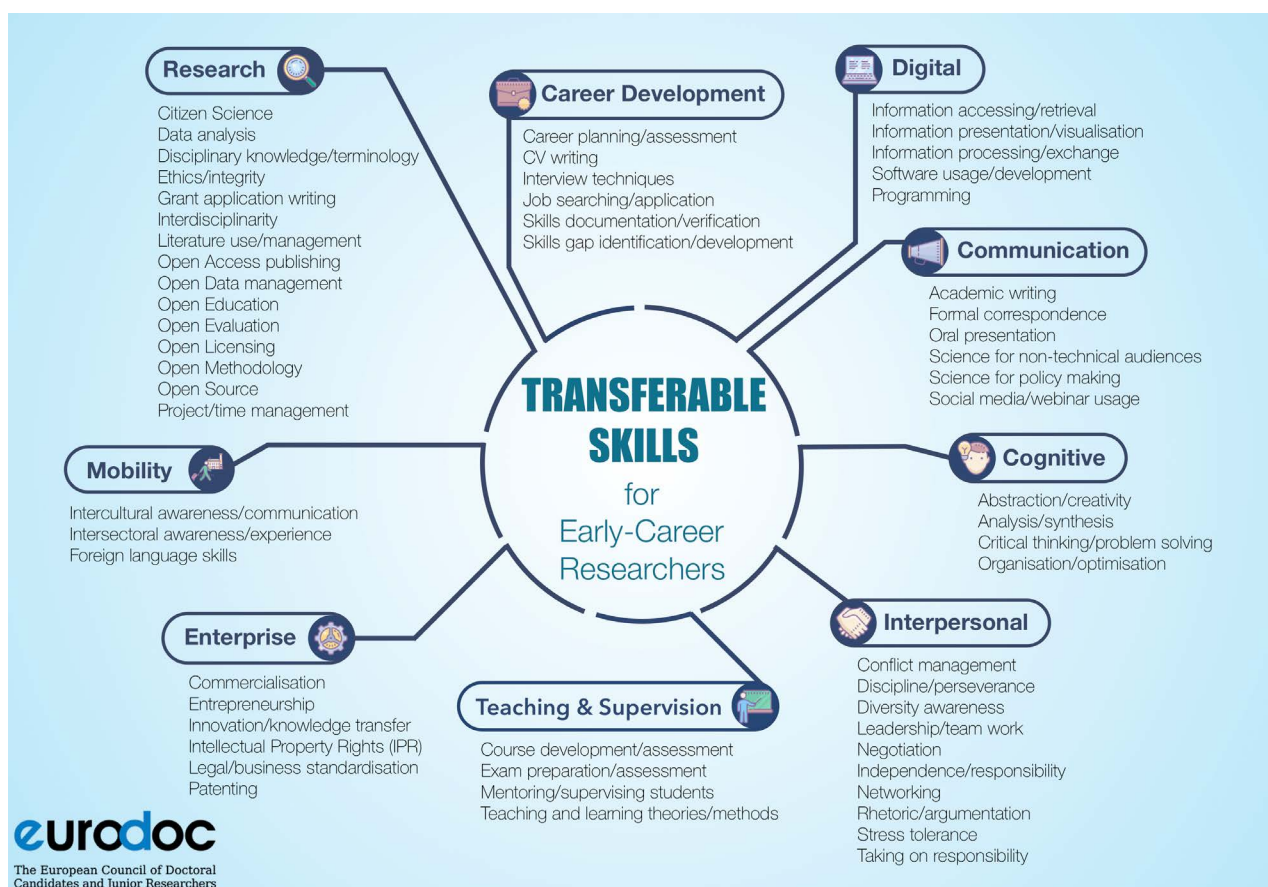 Research
Citizen Science
Data analysis
Disciplinary knowledge/terminology
Ethics/integrity
Grant application writing
Interdisciplinarity
Literature use/management
Open Access publishing
Open Data management
Open Education
Open Evaluation
Open Licensing
Open Methodology
Open Source
Project/time management
Career Development
Career planning/assessment
CV writing
Interview techniques
Job searching/application
Skills documentation/verification
Skills gap identification/development
Digital
Information accessing/retrieval
Information presentation/visualisation
Information processing/exchange
Software usage/development
Programming
Communication
Academic writing
Formal correspondence
Oral presentation
Science for non-technical audiences
Science for policy making
Social media/webinar usage
TRANSFERABLE
SKILLS
for
Early-Career
Researchers
Mobility
Intercultural awareness/communication
Intersectoral awareness/experience
Foreign language skills
Cognitive
Abstraction/creativity
Analysis/synthesis
Critical thinking/problem solving
Organisation/optimisation
Enterprise
Commercialisation
Entrepreneurship
Innovation/knowledge transfer
Intellectual Property Rights (IPR)
Legal/business standardisation
Patenting
Teaching & Supervision
Course development/assessment
Exam preparation/assessment
Mentoring/supervising students
Teaching and learning theories/methods
Interpersonal
Conflict management
Discipline/perseverance
Diversity awareness
Leadership/team work
Negotiation
Independence/responsibility
Networking
Rhetoric/argumentation
Stress tolerance
Taking on responsibility
eurodoc
The European Council of Doctoral
Candidates and Junior Researchers